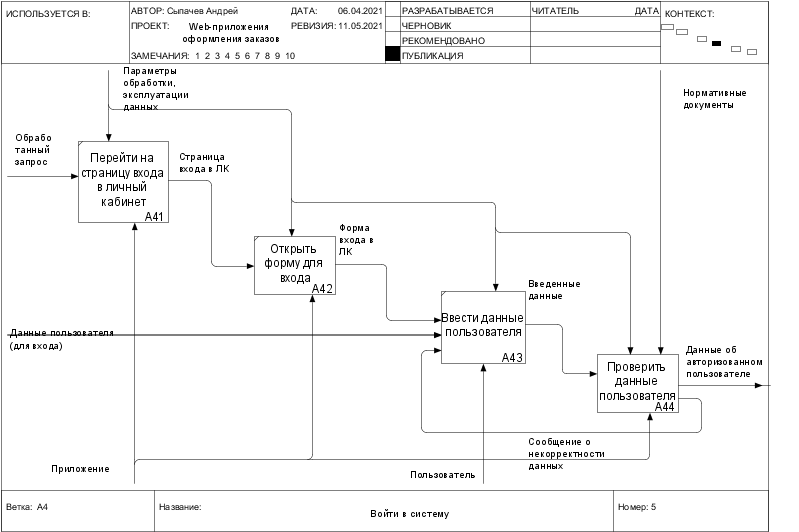 ИСПОЛЬЗУЕТСЯ В:
АВТОР: Сыпачев Андрей
ДАТА: 06.04.2021
ПРОЕКТ: Web-приложения
оформления заказов
РЕВИЗИЯ: 11.05.2021
ЗАМЕЧАНИЯ: 1 2 3 4 5 6 7 8 9 10
РАЗРАБАТЫВАЕТСЯ
ЧЕРНОВИК
РЕКОМЕНДОВАНО
ПУБЛИКАЦИЯ
ЧИТАТЕЛЬ
ДАТА
КОНТЕКСТ:
Параметры
обработки,
эксплуатации
данных
Нормативные
документы
Обрабо
танный
запрос
Перейти на
страницу входа
в личный
кабинет
A41
Страница
входа в ЛК
Открыть
форму для
входа
A42
Форма
входа в
ЛК
Данные пользователя
(для входа)
Ввести данные
пользователя
A43
Введенные
данные
Проверить
данные
пользователя
A44
Данные об
авторизованном
пользователе
Сообщение о
некорректности
данных
Приложение
Пользователь
Ветка: A4
Название:
Войти в систему
Номер: 5